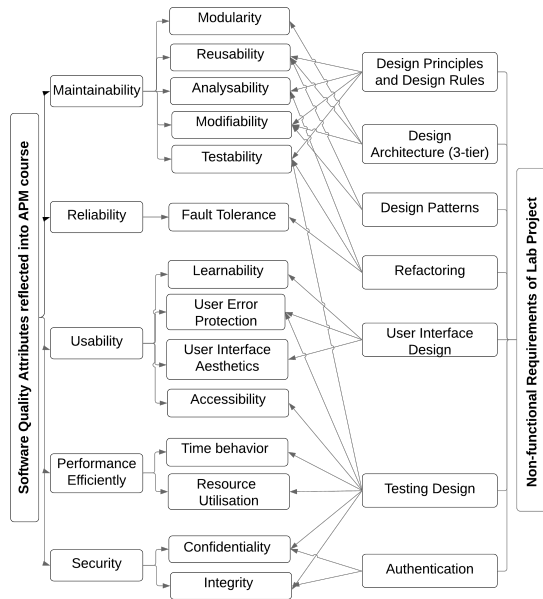 Software Quality Attributes reflected into APM course
Maintainability
Reliability
Usability
Performance
Efficiently
Security
Modularity
Reusability
Analysability
Modifiability
Testability
Fault Tolerance
Learnability
User Error
Protection
User Interface
Aesthetics
Accessibility
Time behavior
Resource
Utilisation
Confidentiality
Integrity
Design Principles
and Design Rules
Design
Architecture (3-tier)
Design Patterns
Refactoring
User Interface
Design
Testing Design
Authentication
Non-functional Requirements of Lab Project